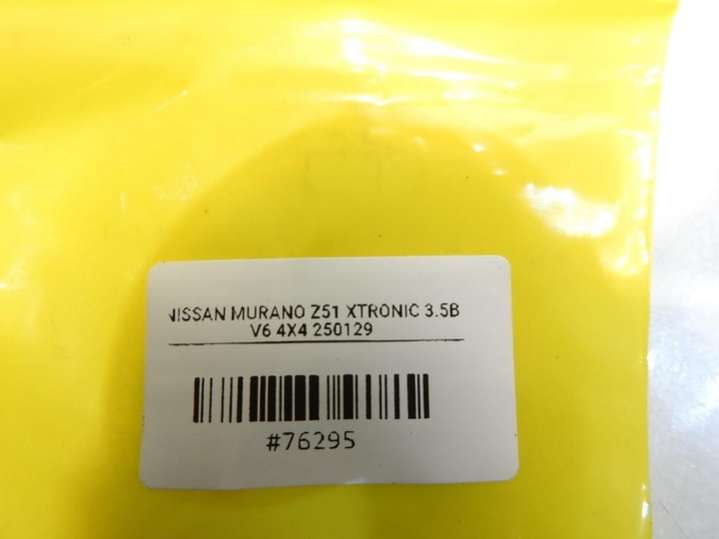 NISSAN MURANO Z51 XTRONIC 3.5B
V6 4X4 250129
#76295